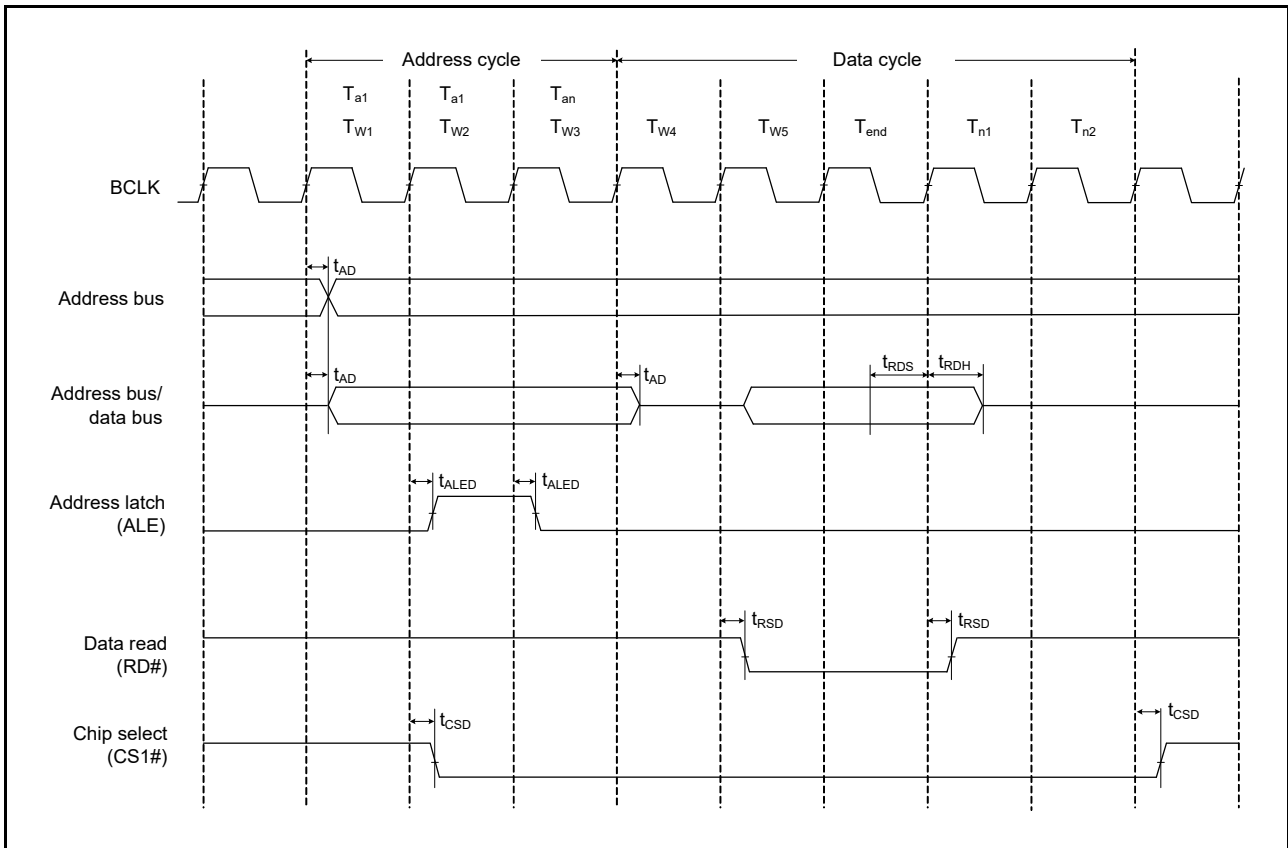 Address cycle Data cycle
Ta1 Ta1 Tan
TW1 TW2 TW3 TW4 TW5 Tend Tn1 Tn2
BCLK
tAD
Address bus
tAD tAD tRDS tRDH
Address bus/
data bus
tALED tALED
Address latch
(ALE)
tRSD tRSD
Data read
(RD#)
tCSD tCSD
Chip select
(CS1#)